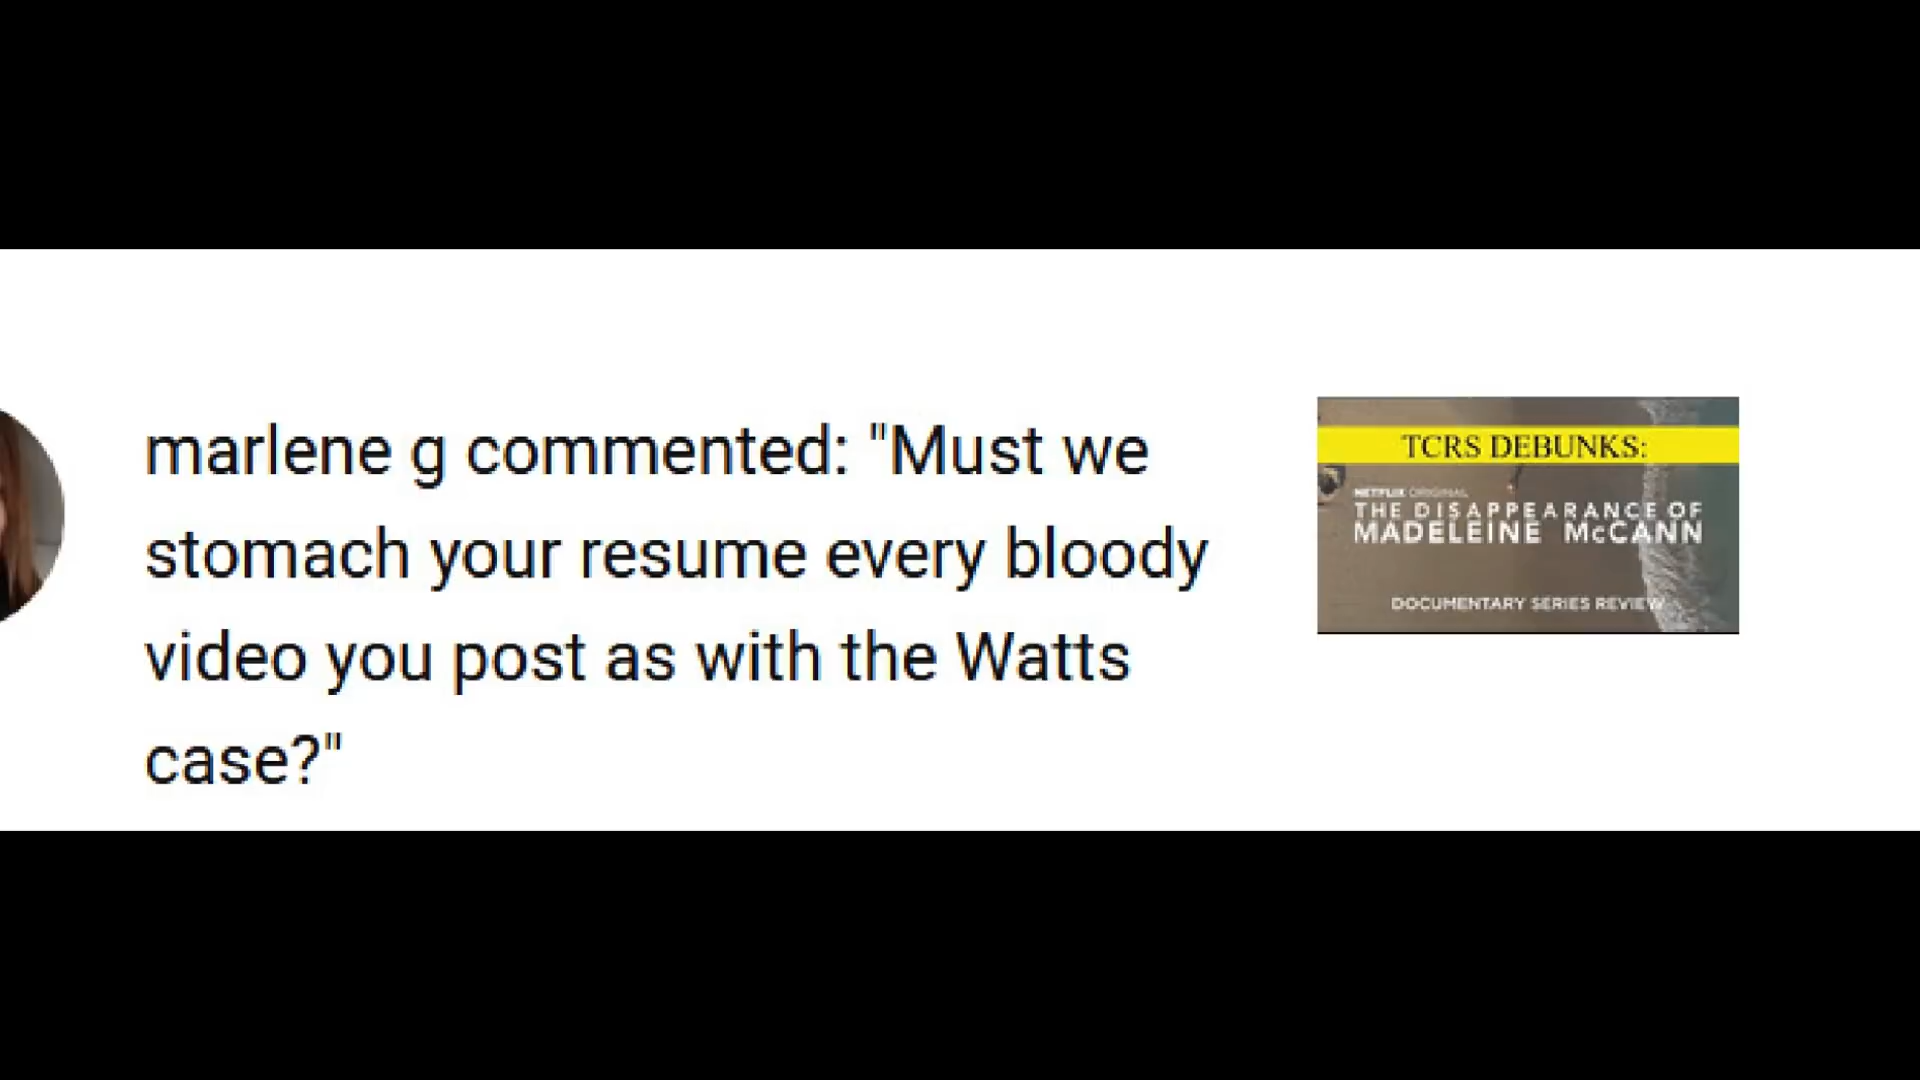 marlene g commented: "Must we
stomach your resume every bloody
video you post as with the Watts
case?"
TCRS DEBUNKS:
NETFLIX ORIGINAL
THE DISAPPEARANCE OF
MADELEINE McCANN
DOCUMENTARY SERIES REVIEW